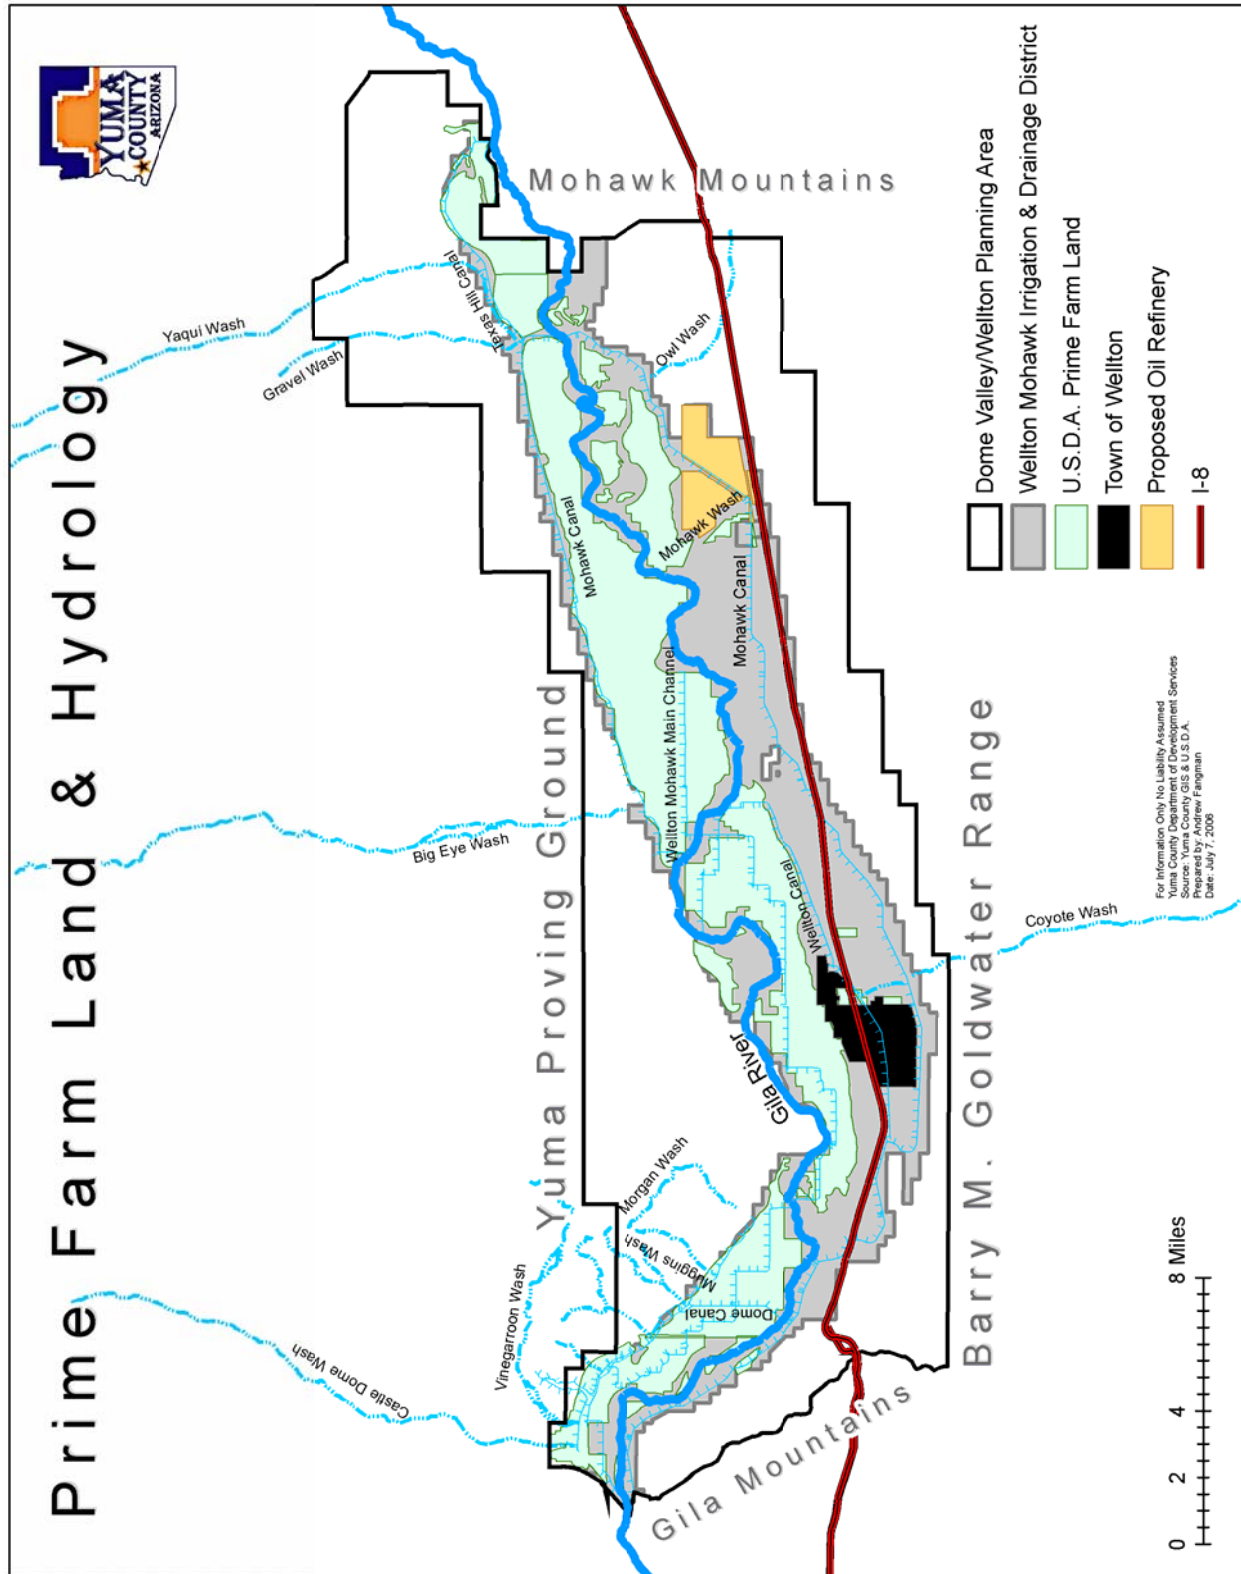 Prime Farm Land & Hydrology
YUMA
COUNTY
ARIZONA
Castle Dome Wash
Vinegarroon Wash
Morgan Wash
Muggins Wash
Dome Canal
Big Eye Wash
Yaqui Wash
Gravel Wash
Texas Hill Canal
Yuma Proving Ground
Mohawk Canal
Wellton Mohawk Main Channel
Gila River
Mohawk Wash
Mohawk Canal
Owl Wash
Wellton Canal
Coyote Wash
Mohawk Mountains
Gila Mountains
Barry M. Goldwater Range
0 2 4 8 Miles
For Information Only No Liability Assumed
Yuma County Department of Development Services
Source: Yuma County GIS & U.S.D.A.
Prepared by: Andrew Fangman
Date: July 7, 2006
Dome Valley/Wellton Planning Area
Wellton Mohawk Irrigation & Drainage District
U.S.D.A. Prime Farm Land
Town of Wellton
Proposed Oil Refinery
I-8